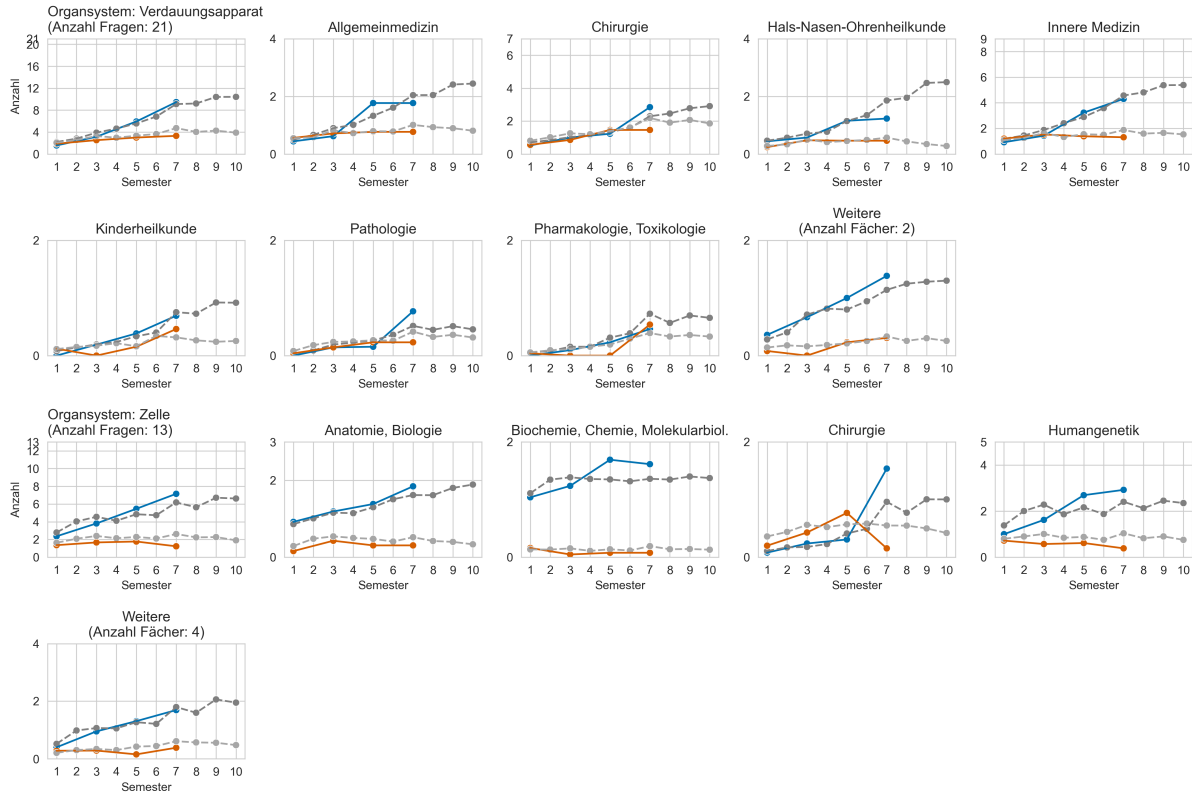 Organsystem: Verdauungsapparat
(Anzahl Fragen: 21)
Allgemeinmedizin
Chirurgie
Hals-Nasen-Ohrenheilkunde
Innere Medizin
21
20
16
12
8
4
0
Anzahl
1 2 3 4 5 6 7 8 9 10
Semester
4
2
0
1 2 3 4 5 6 7 8 9 10
Semester
7
6
4
2
0
1 2 3 4 5 6 7 8 9 10
Semester
4
2
0
1 2 3 4 5 6 7 8 9 10
Semester
9
8
6
4
2
0
1 2 3 4 5 6 7 8 9 10
Semester
Kinderheilkunde
2
0
1 2 3 4 5 6 7 8 9 10
Semester
Pathologie
2
0
1 2 3 4 5 6 7 8 9 10
Semester
Pharmakologie, Toxikologie
2
0
1 2 3 4 5 6 7 8 9 10
Semester
Weitere
(Anzahl Fächer: 2)
2
0
1 2 3 4 5 6 7 8 9 10
Semester
Organsystem: Zelle
(Anzahl Fragen: 13)
13
12
10
8
6
4
2
0
Anzahl
1 2 3 4 5 6 7 8 9 10
Semester
Anatomie, Biologie
3
2
0
1 2 3 4 5 6 7 8 9 10
Semester
Biochemie, Chemie, Molekularbiol.
2
0
1 2 3 4 5 6 7 8 9 10
Semester
Chirurgie
2
0
1 2 3 4 5 6 7 8 9 10
Semester
Humangenetik
5
4
2
0
1 2 3 4 5 6 7 8 9 10
Semester
Weitere
(Anzahl Fächer: 4)
4
2
0
1 2 3 4 5 6 7 8 9 10
Semester